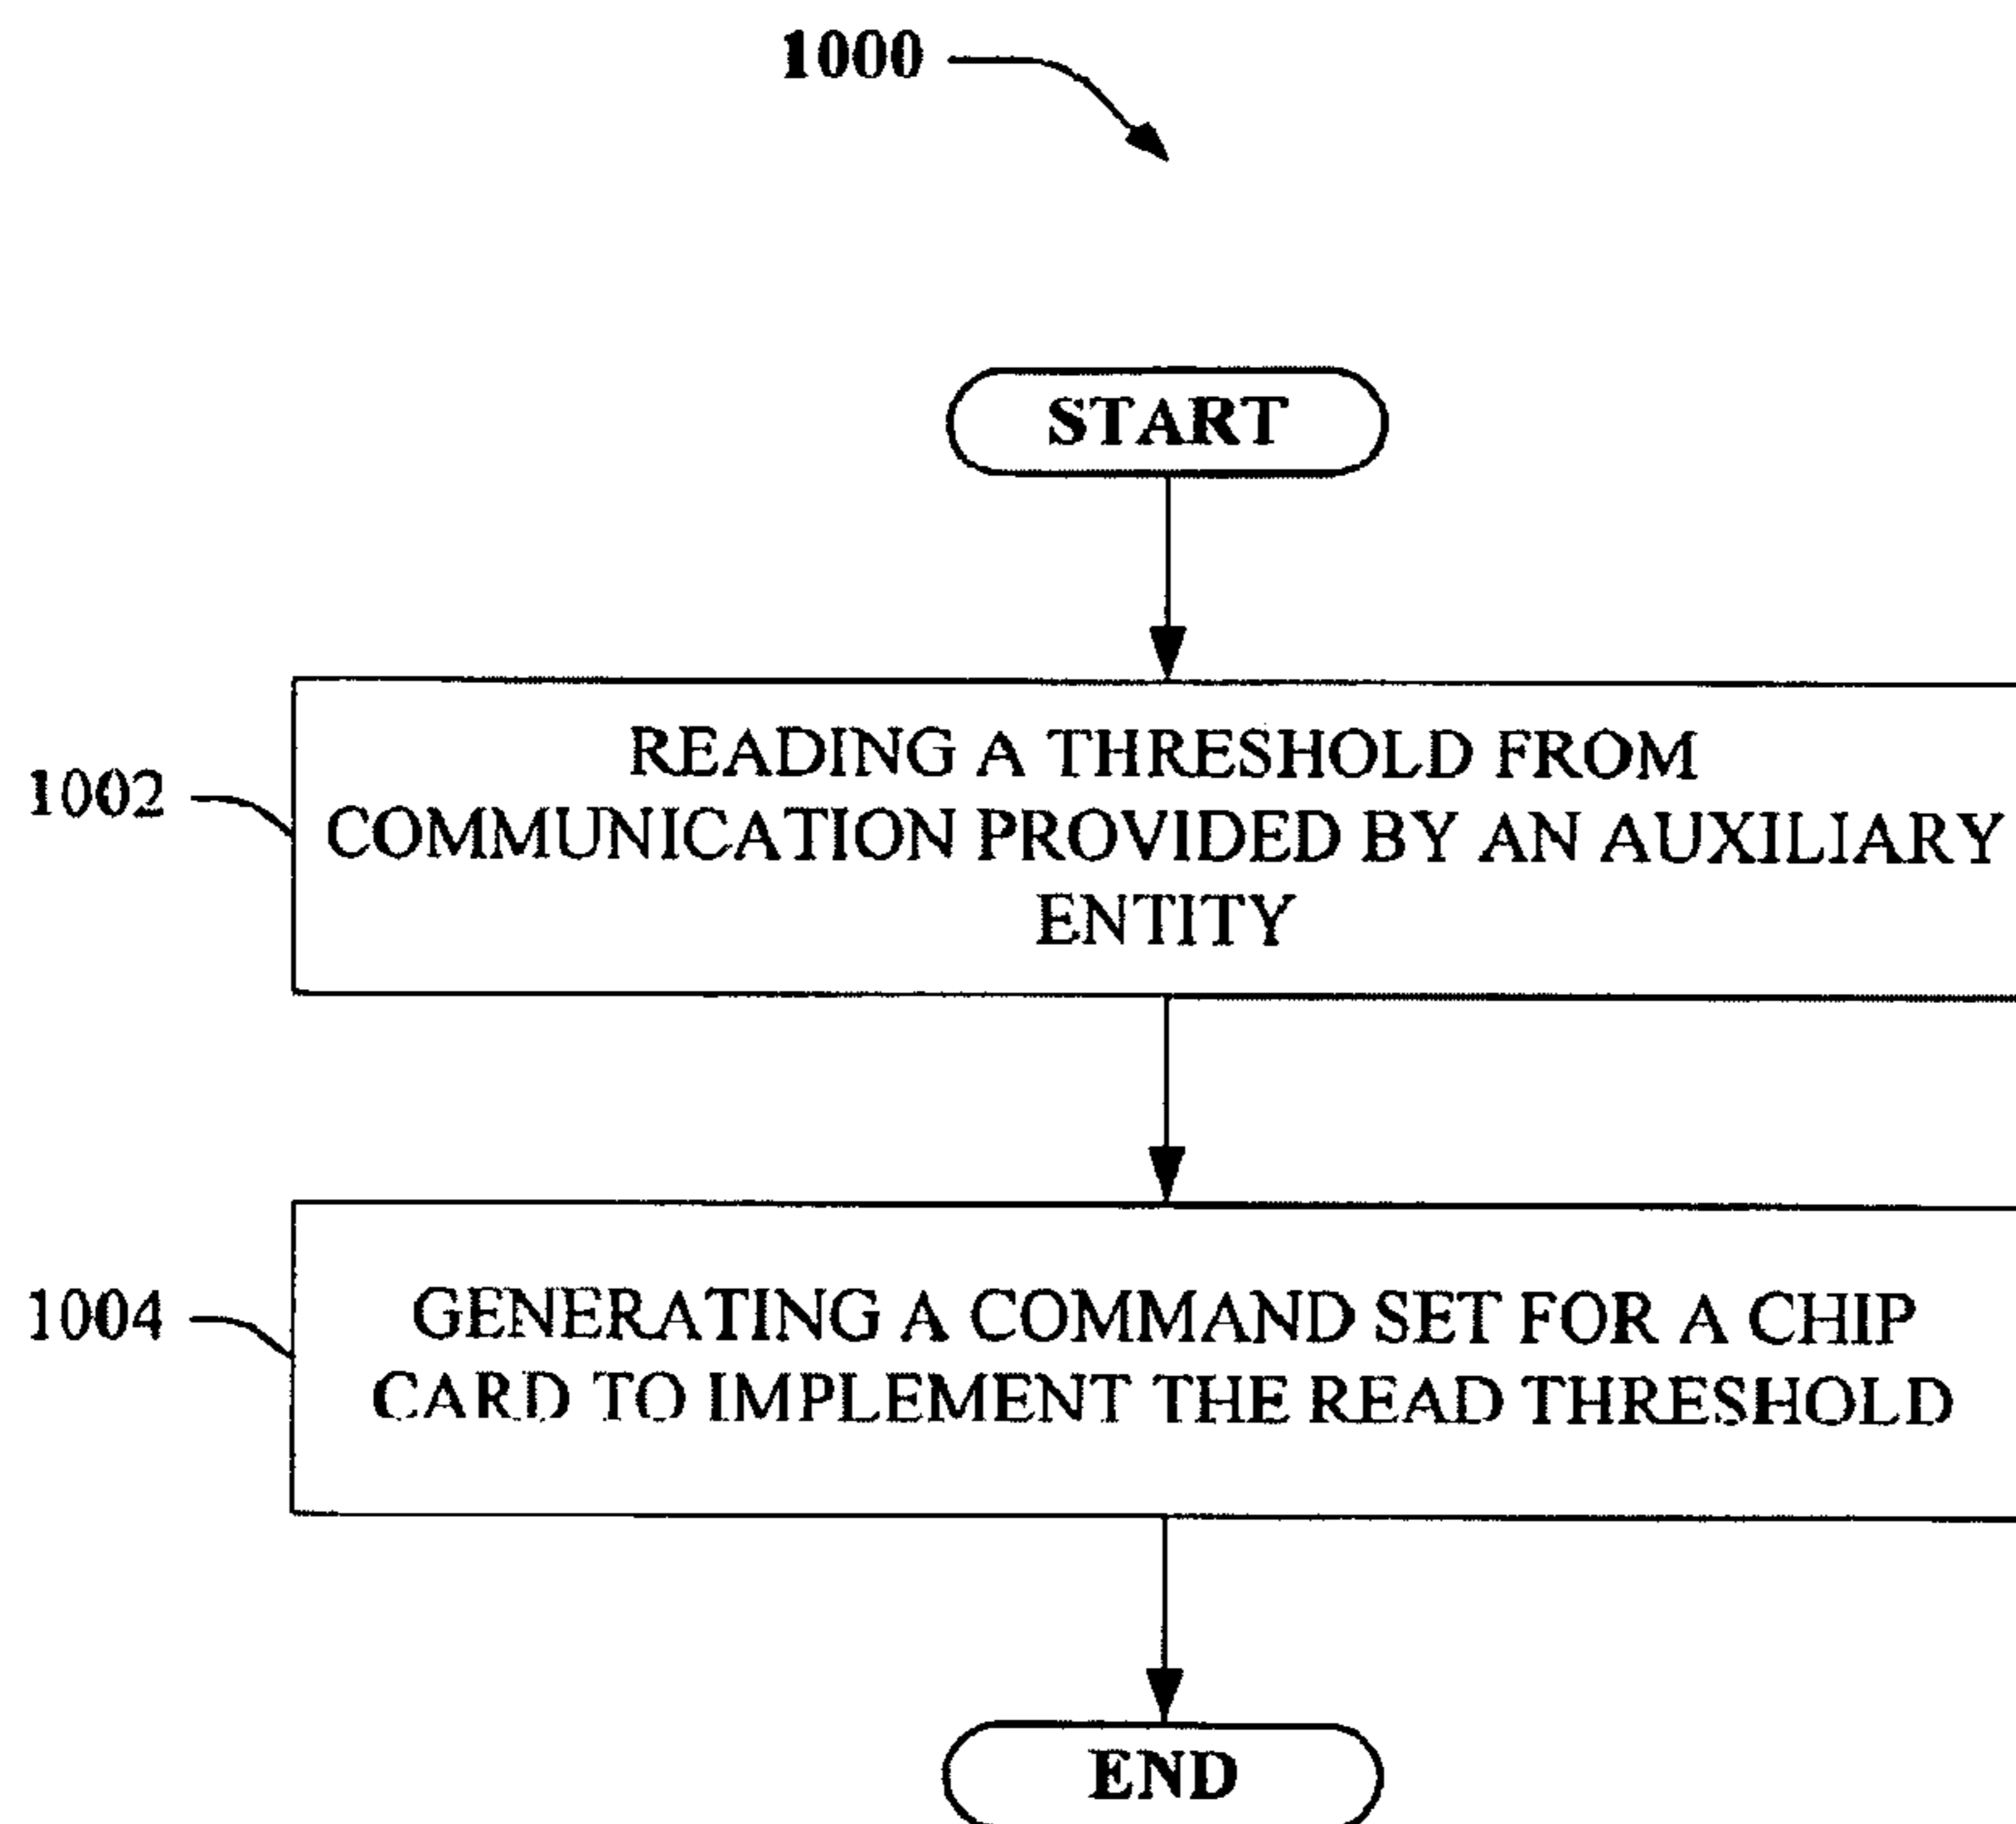 1000
START
1002
READING A THRESHOLD FROM
COMMUNICATION PROVIDED BY AN AUXILIARY
ENTITY
1004
GENERATING A COMMAND SET FOR A CHIP
CARD TO IMPLEMENT THE READ THRESHOLD
END